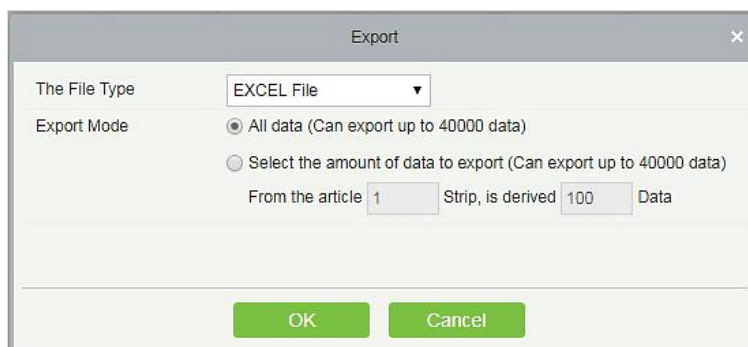 Export ×
The File Type EXCEL File ▼
Export Mode All data (Can export up to 40000 data)
Select the amount of data to export (Can export up to 40000 data)
From the article 1 Strip, is derived 100 Data
OK Cancel